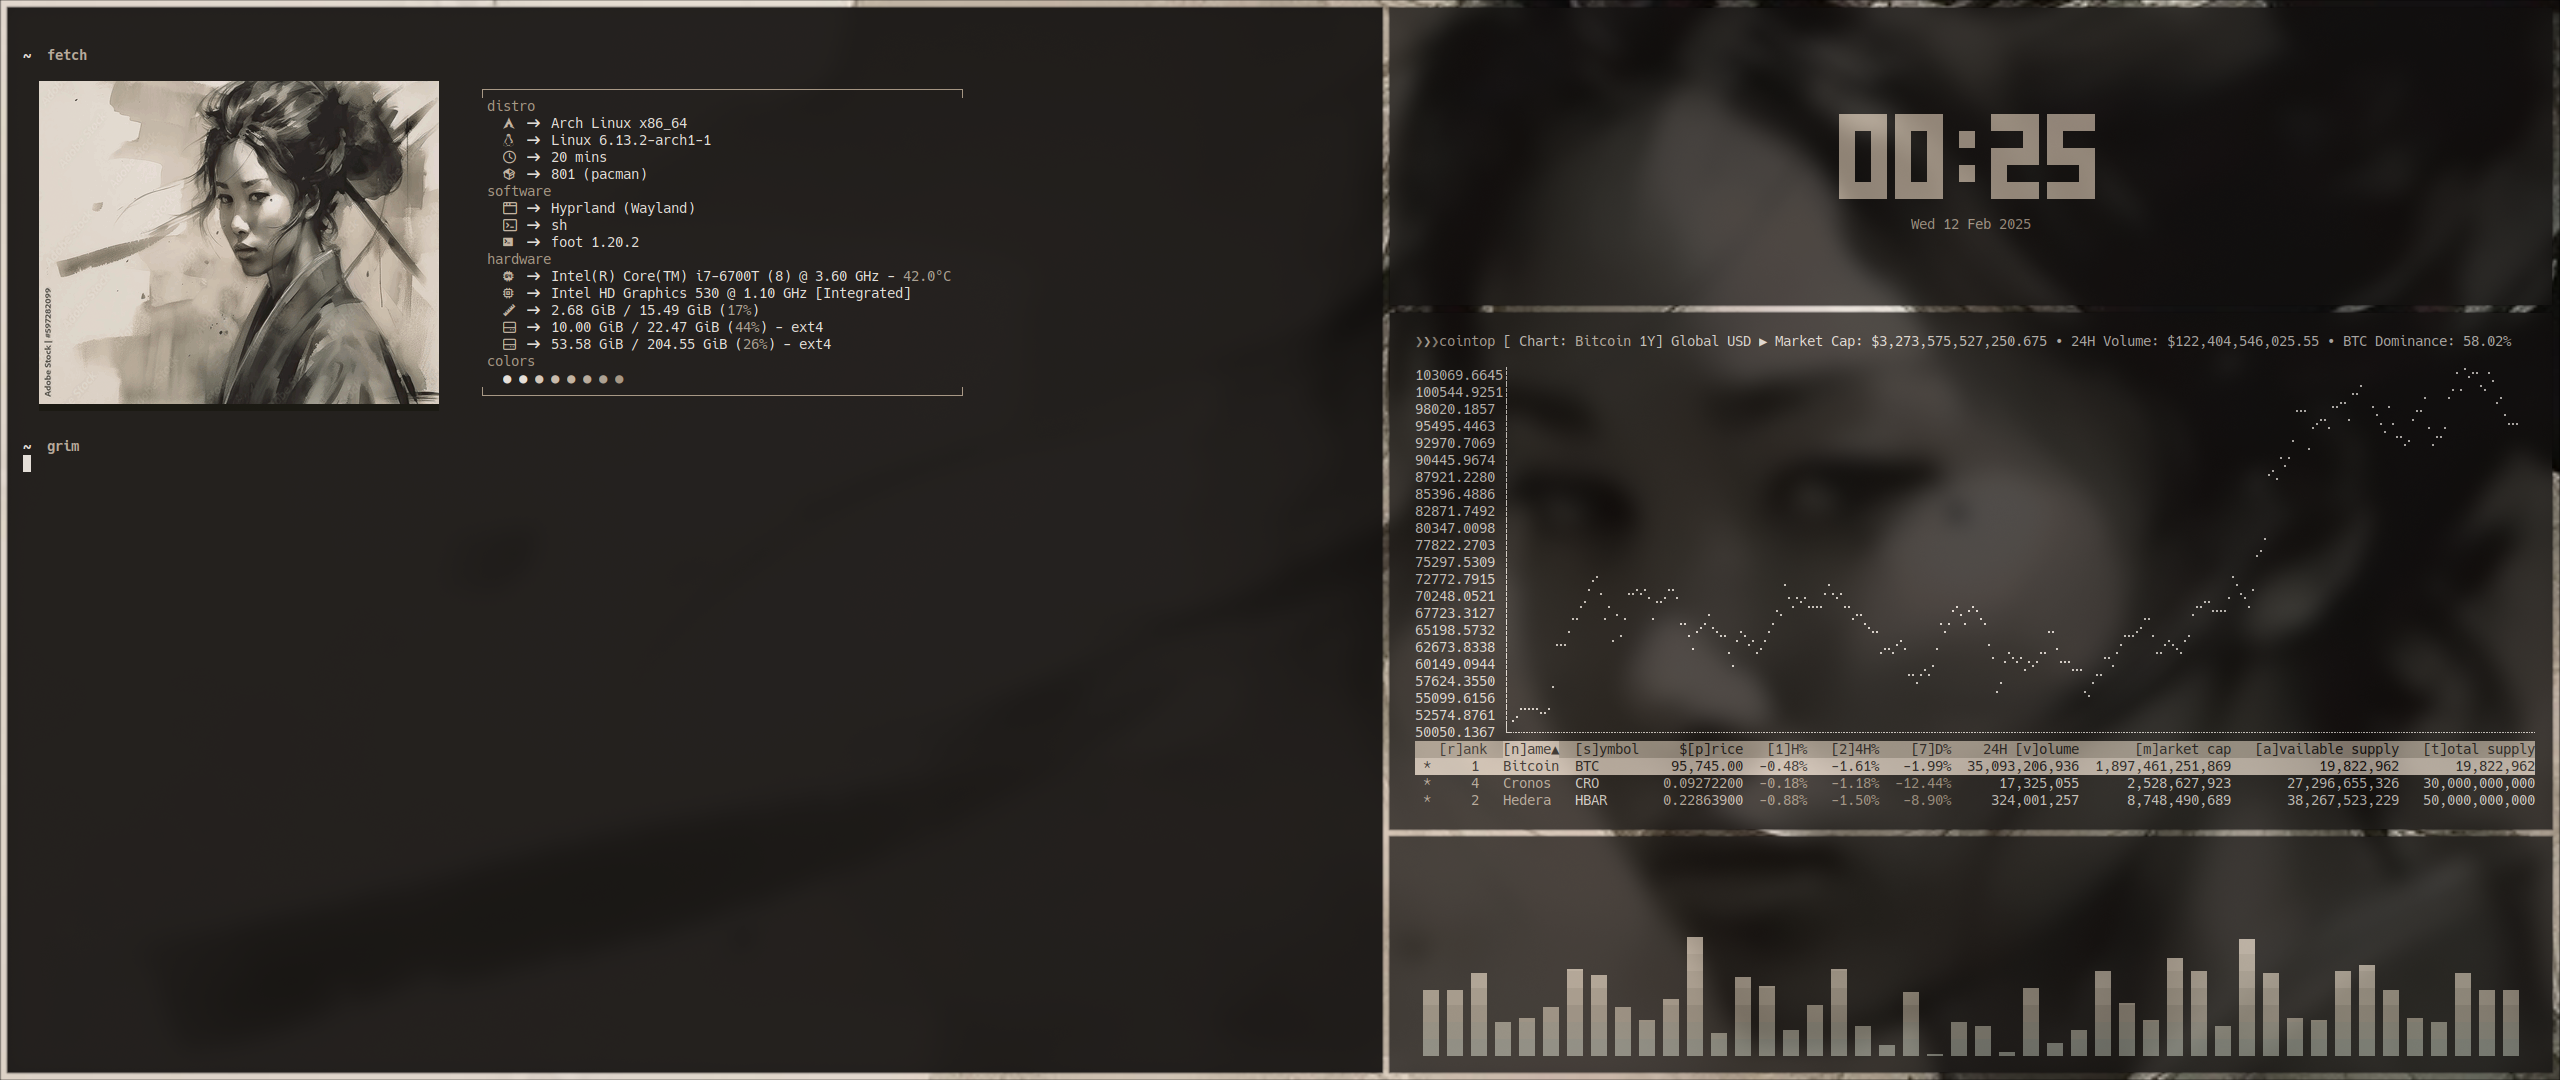 ~ fetch
Adobe Stock | #597282099
distro
→ Arch Linux x86_64
→ Linux 6.13.2-arch1-1
→ 20 mins
→ 801 (pacman)
software
→ Hyprland (Wayland)
→ sh
→ foot 1.20.2
hardware
→ Intel(R) Core(TM) i7-6700T (8) @ 3.60 GHz - 42.0°C
→ Intel HD Graphics 530 @ 1.10 GHz [Integrated]
→ 2.68 GiB / 15.49 GiB (17%)
→ 10.00 GiB / 22.47 GiB (44%) - ext4
→ 53.58 GiB / 204.55 GiB (26%) - ext4
colors
~ grim
00:25
Wed 12 Feb 2025
❯❯❯cointop [ Chart: Bitcoin 1Y] Global USD ▶ Market Cap: $3,273,575,527,250.675 • 24H Volume: $122,404,546,025.55 • BTC Dominance: 58.02%
103069.6645
100544.9251
98020.1857
95495.4463
92970.7069
90445.9674
87921.2280
85396.4886
82871.7492
80347.0098
77822.2703
75297.5309
72772.7915
70248.0521
67723.3127
65198.5732
62673.8338
60149.0944
57624.3550
55099.6156
52574.8761
50050.1367
[r]ank [n]ame▲ [s]ymbol $[p]rice [1]H% [2]4H% [7]D% 24H [v]olume [m]arket cap [a]vailable supply [t]otal supply
* 1 Bitcoin BTC 95,745.00 -0.48% -1.61% -1.99% 35,093,206,936 1,897,461,251,869 19,822,962 19,822,962
* 4 Cronos CRO 0.09272200 -0.18% -1.18% -12.44% 17,325,055 2,528,627,923 27,296,655,326 30,000,000,000
* 2 Hedera HBAR 0.22863900 -0.88% -1.50% -8.90% 324,001,257 8,748,490,689 38,267,523,229 50,000,000,000